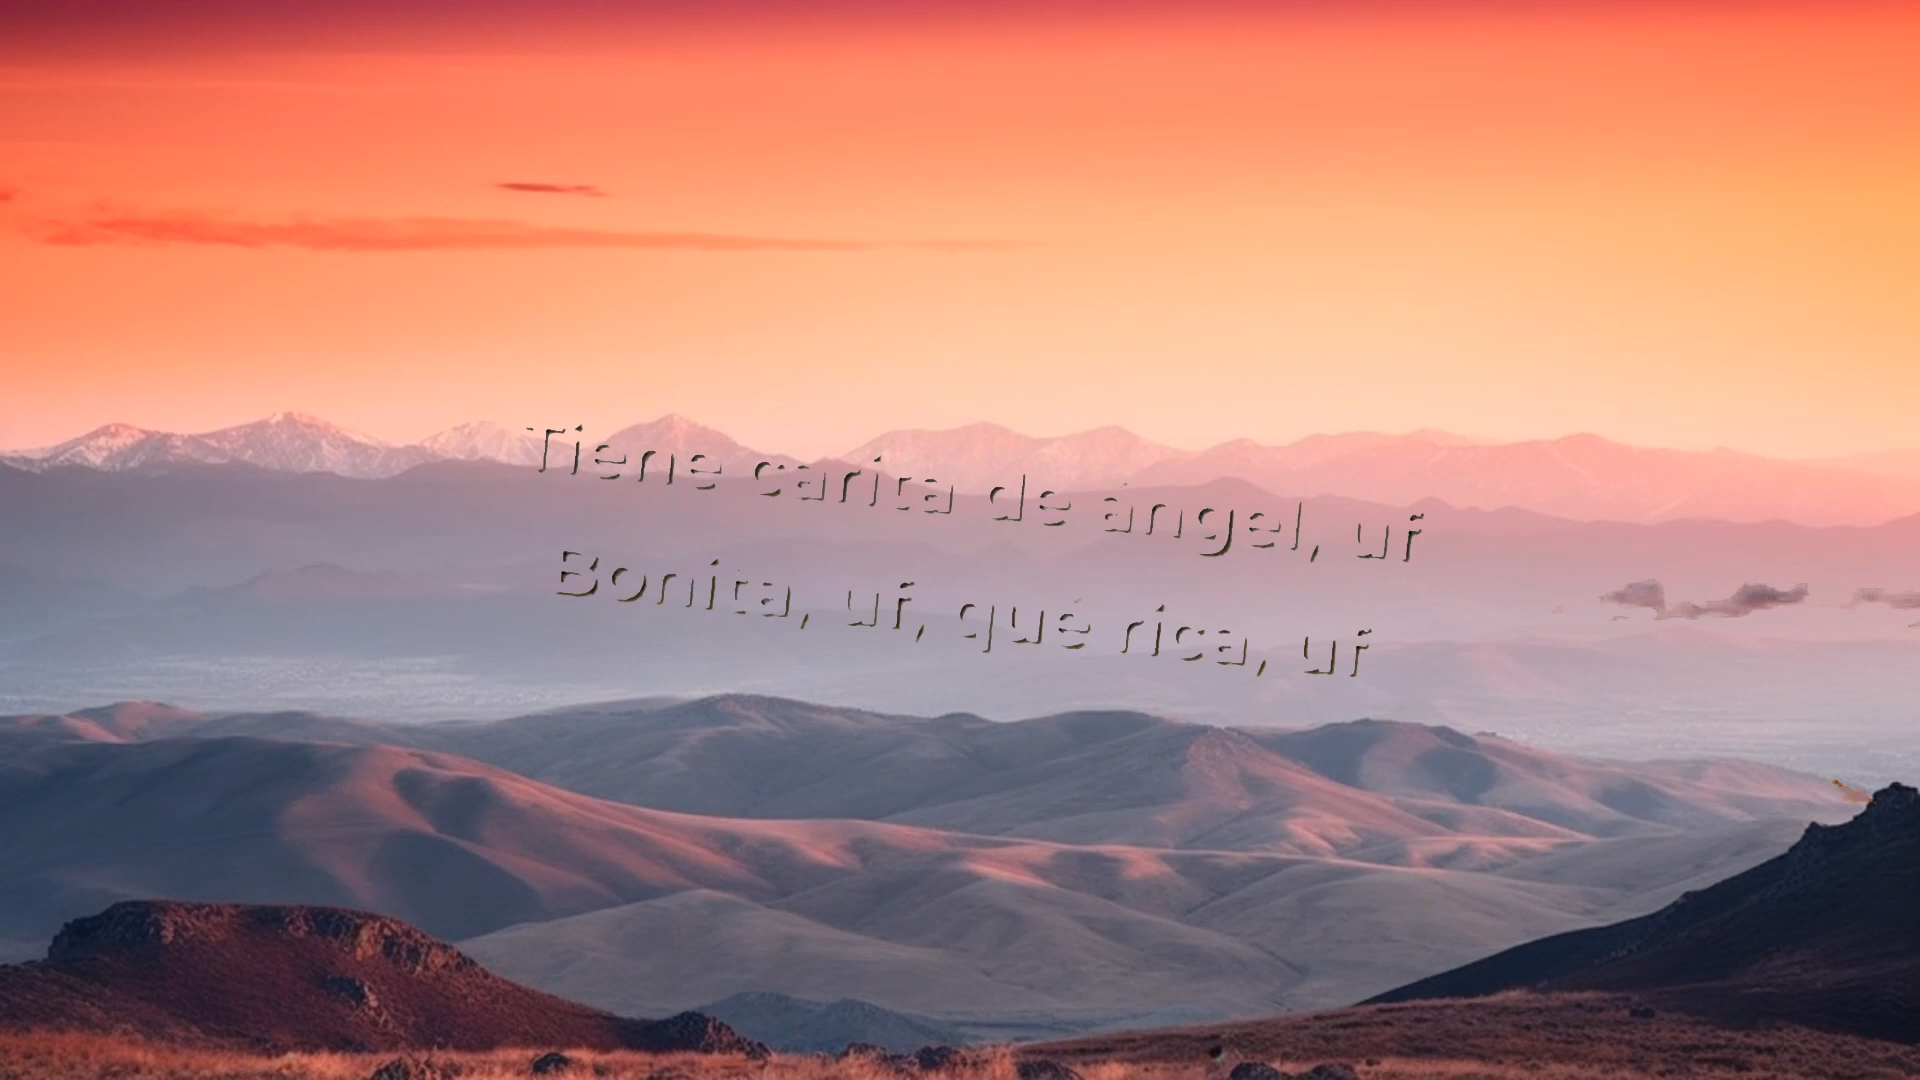 Tiene carita de ángel, uf
Bonita, uf, qué rica, uf